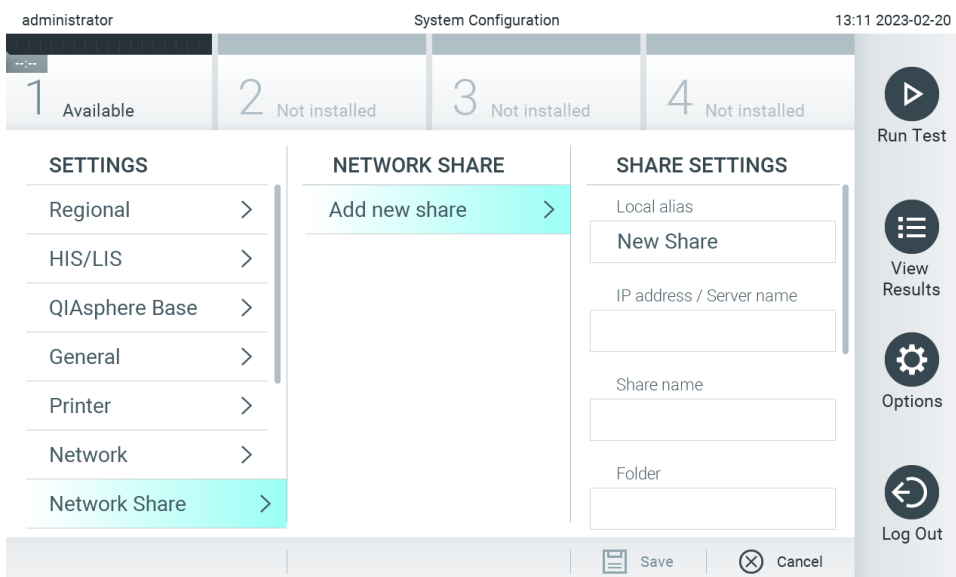 administrator
System Configuration
13:11 2023-02-20
--:--
1 Available
2 Not installed
3 Not installed
4 Not installed
Run Test
SETTINGS
Regional
HIS/LIS
QIAsphere Base
General
Printer
Network
Network Share
NETWORK SHARE
Add new share
SHARE SETTINGS
Local alias
New Share
IP address / Server name
Share name
Folder
View
Results
Options
Log Out
Save
Cancel